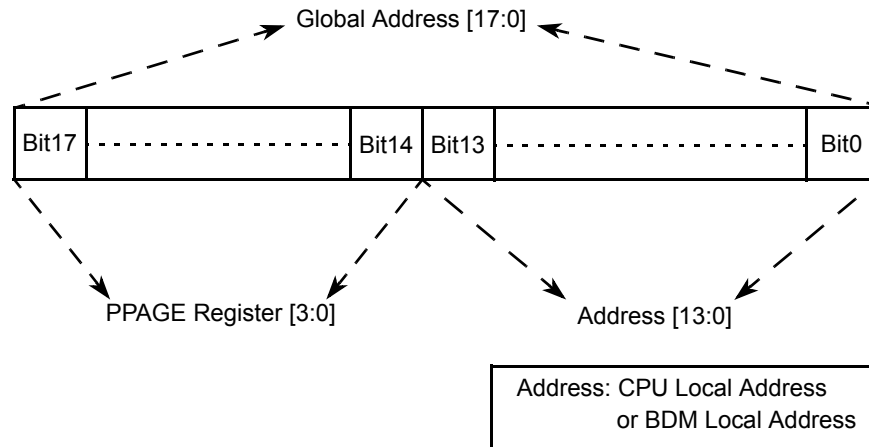 Global Address [17:0]
Bit17 Bit14 Bit13 Bit0
PPAGE Register [3:0] Address [13:0]
Address: CPU Local Address
or BDM Local Address